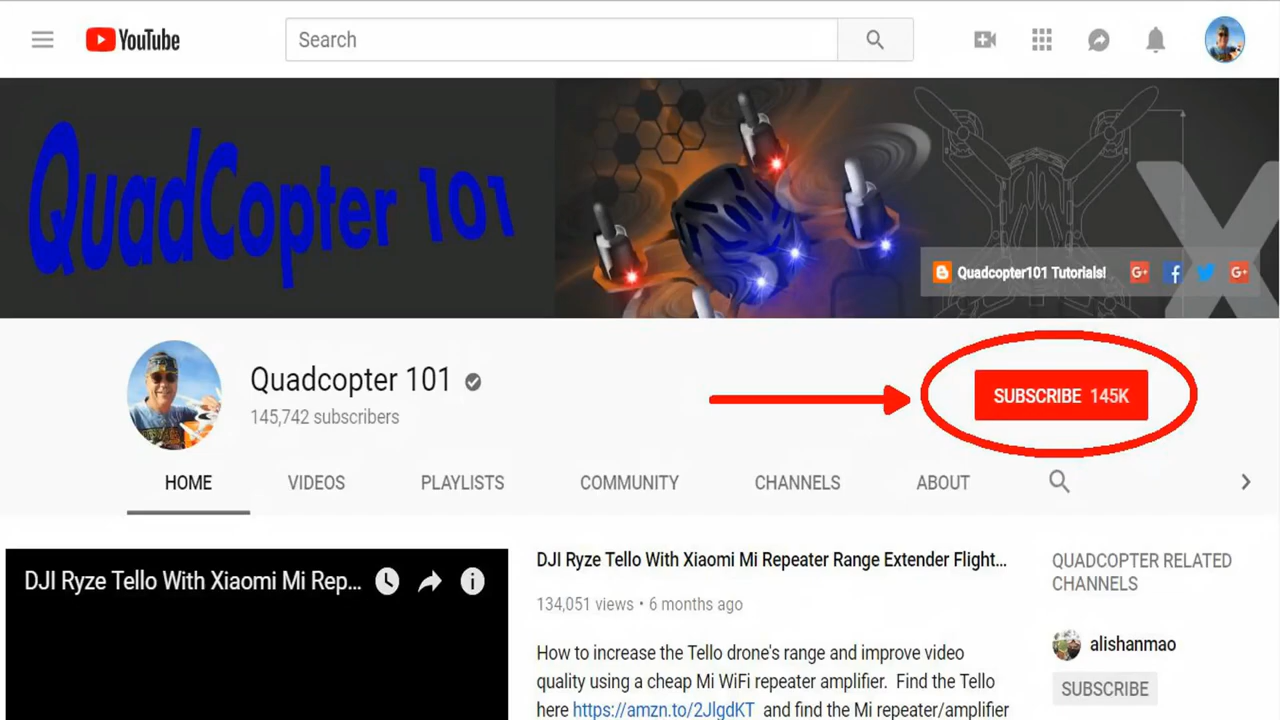 YouTube
Search
QuadCopter 101
X
Quadcopter101 Tutorials!
G+
G+
Quadcopter 101
145,742 subscribers
SUBSCRIBE 145K
HOME VIDEOS PLAYLISTS COMMUNITY CHANNELS ABOUT
DJI Ryze Tello With Xiaomi Mi Rep...
DJI Ryze Tello With Xiaomi Mi Repeater Range Extender Flight...
134,051 views • 6 months ago
How to increase the Tello drone's range and improve video
quality using a cheap Mi WiFi repeater amplifier. Find the Tello
here https://amzn.to/2JlgdKT and find the Mi repeater/amplifier
QUADCOPTER RELATED
CHANNELS
alishanmao
SUBSCRIBE